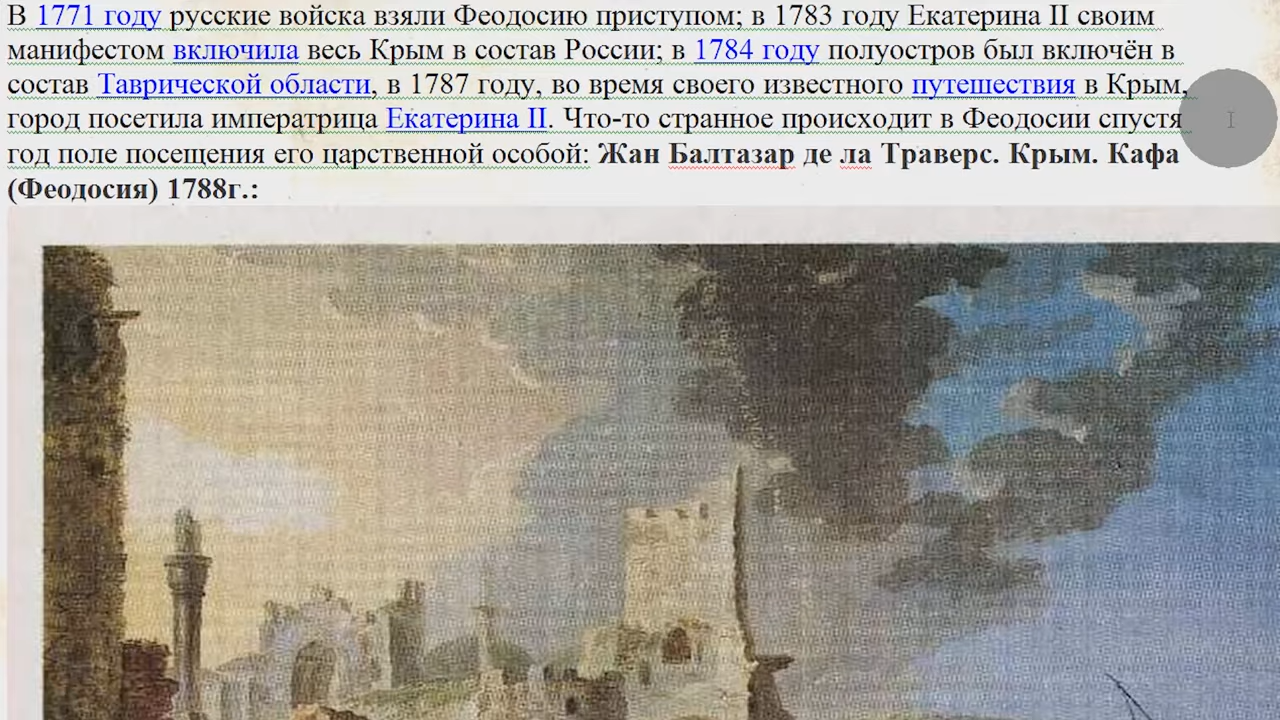 В 1771 году русские войска взяли Феодосию приступом; в 1783 году Екатерина II своим
манифестом включила весь Крым в состав России; в 1784 году полуостров был включён в
состав Таврической области, в 1787 году, во время своего известного путешествия в Крым,
город посетила императрица Екатерина II. Что-то странное происходит в Феодосии спустя
год поле посещения его царственной особой: Жан Балтазар де ла Траверс. Крым. Кафа
(Феодосия) 1788г.: